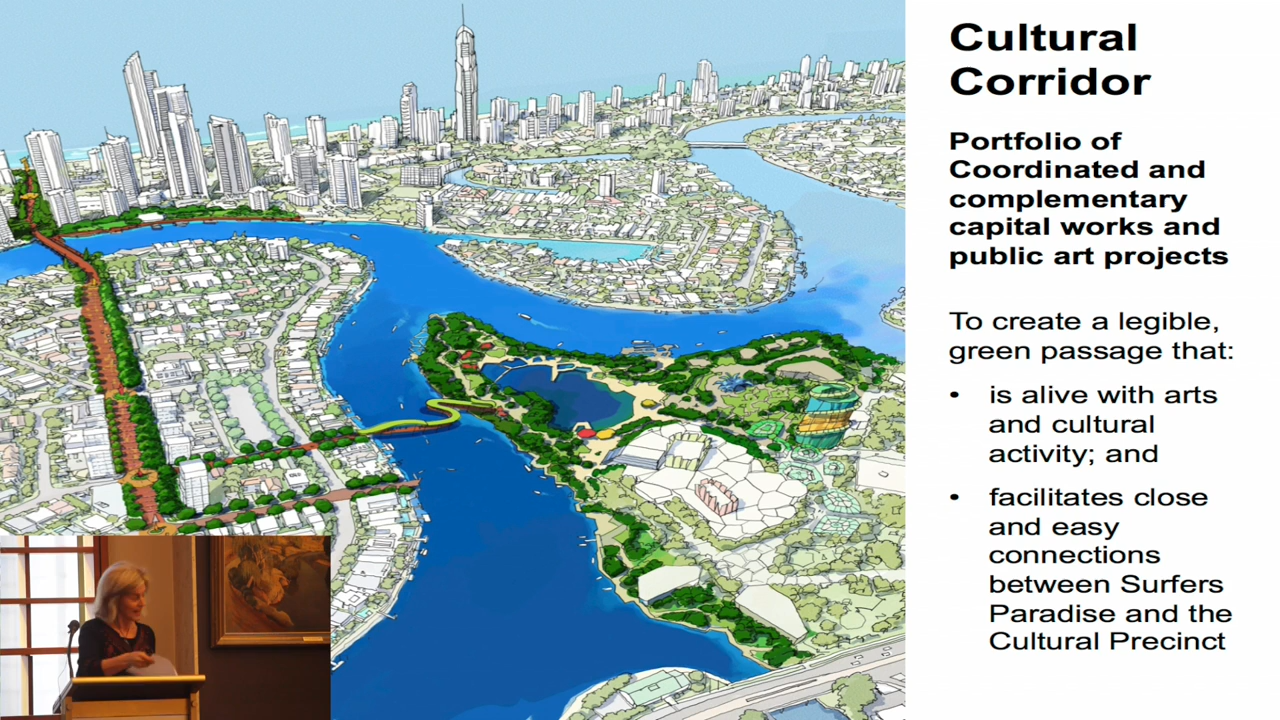 Cultural
Corridor
Portfolio of
Coordinated and
complementary
capital works and
public art projects
To create a legible,
green passage that:
• is alive with arts
and cultural
activity; and
• facilitates close
and easy
connections
between Surfers
Paradise and the
Cultural Precinct